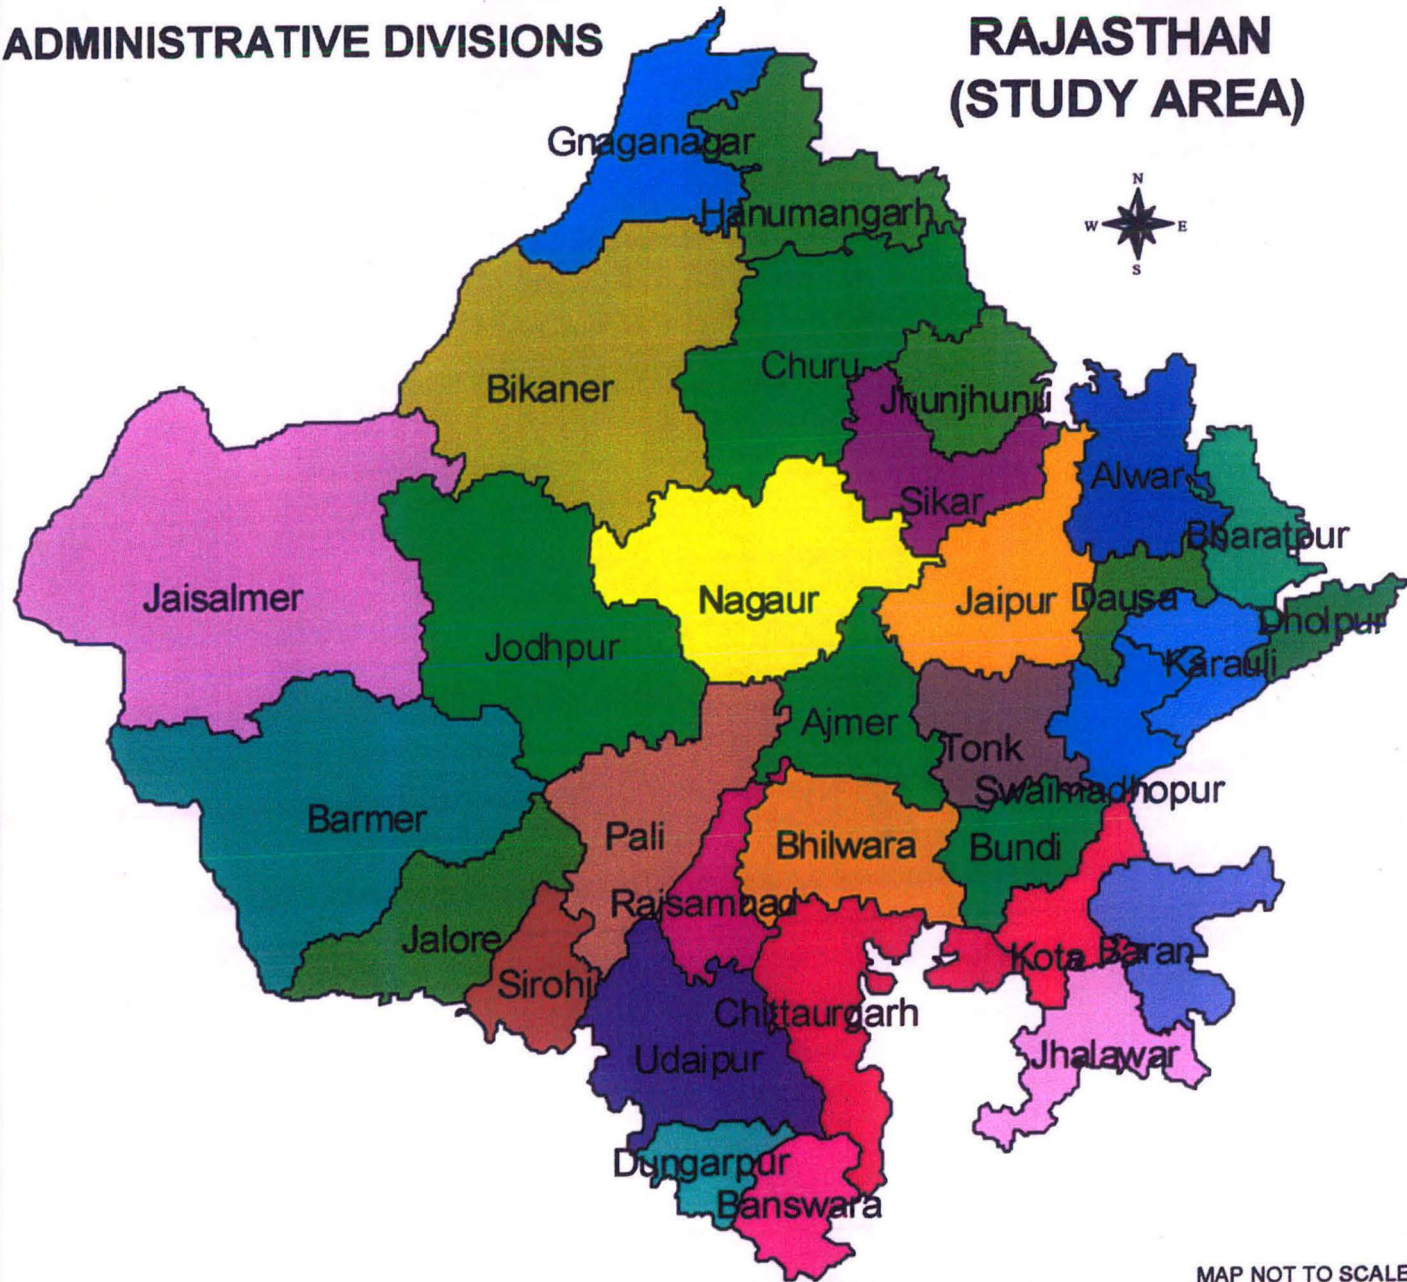 ADMINISTRATIVE DIVISIONS
RAJASTHAN
(STUDY AREA)
N
W E
S
Gnaganagar
Hanumangarh
Churu
Bikaner
Jhunjhunu
Alwar
Sikar
Bharatpur
Jaisalmer
Nagaur
Jaipur
Dausa
Dholpur
Jodhpur
Karauli
Ajmer
Tonk
Swaimadhopur
Barmer
Pali
Bhilwara
Bundi
Rajsamnad
Jalore
Kota
Baran
Sirohi
Chittaurgarh
Udaipur
Jhalawar
Dungarpur
Banswara
MAP NOT TO SCALE